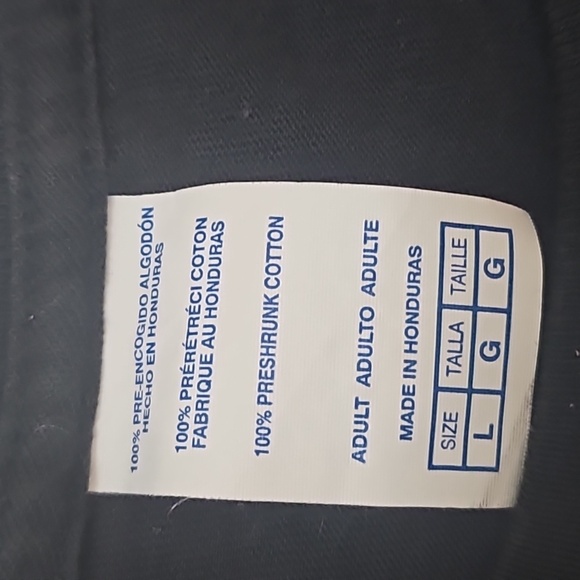 100% PRE-ENCOGIDO ALGODÓN
HECHO EN HONDURAS
100% PRÉRÉTRÉCI COTON
FABRIQUE AU HONDURAS
100% PRESHRUNK COTTON
ADULT ADULTO ADULTE
MADE IN HONDURAS
SIZE TALLA TAILLE
L G G